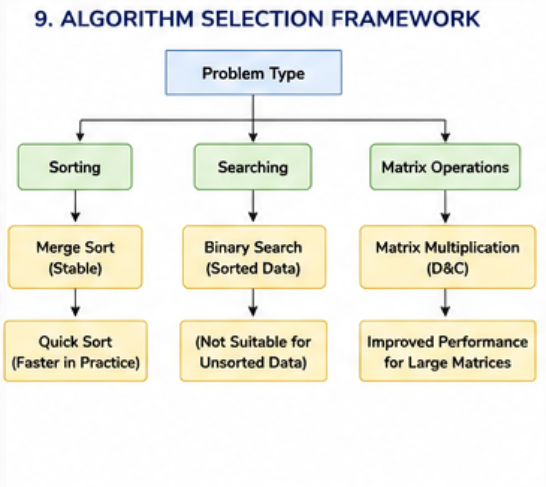 9. ALGORITHM SELECTION FRAMEWORK
Problem Type
Sorting
Searching
Matrix Operations
Merge Sort
(Stable)
Binary Search
(Sorted Data)
Matrix Multiplication
(D&C)
Quick Sort
(Faster in Practice)
(Not Suitable for
Unsorted Data)
Improved Performance
for Large Matrices